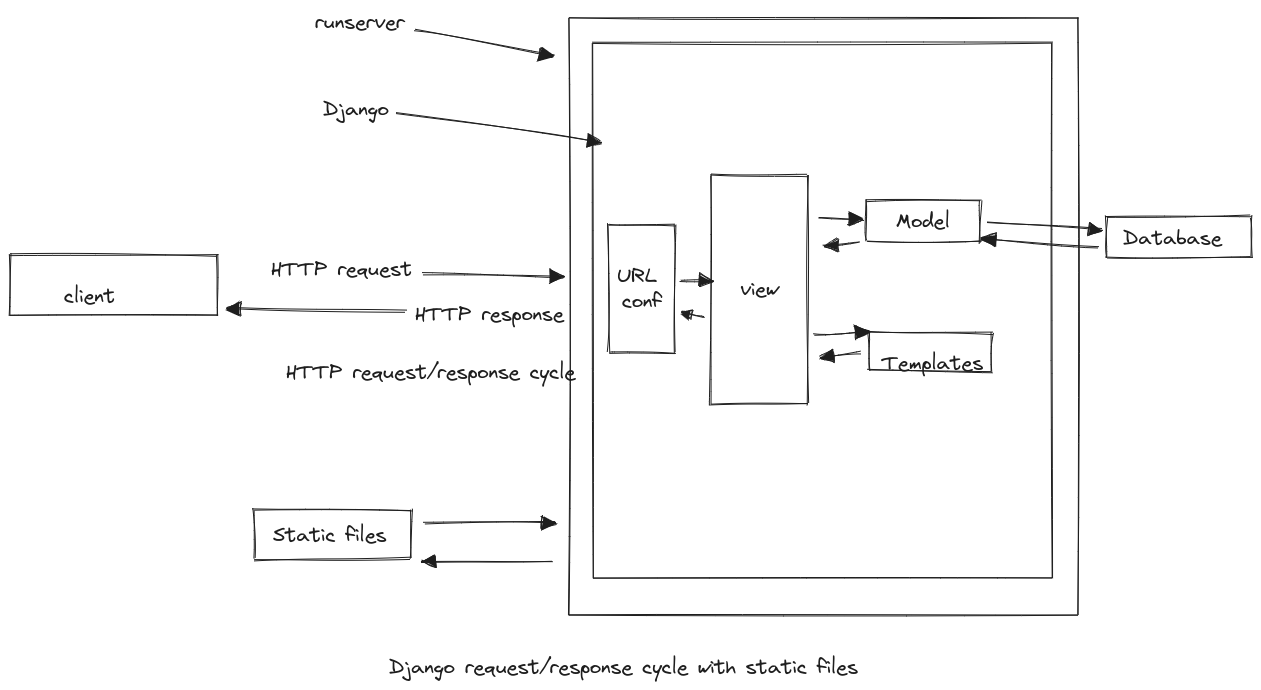 runserver
Django
Model
Database
HTTP request
URL
conf
view
client
HTTP response
HTTP request/response cycle
Templates
Static files
Django request/response cycle with static files